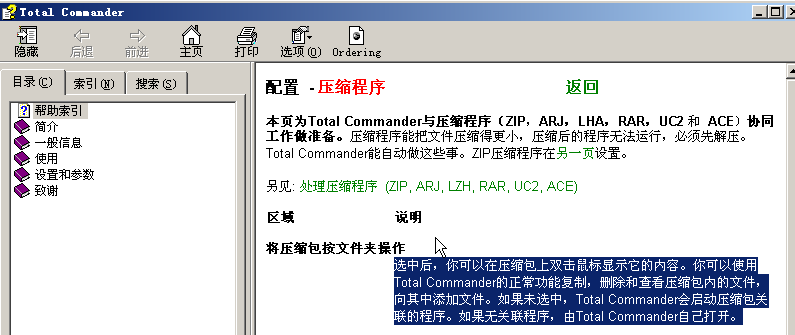 Total Commander
隐藏 后退 前进 主页 打印 选项(O) Ordering
目录(C) 索引(N) 搜索(S)
帮助索引
简介
一般信息
使用
设置和参数
致谢
配置 - 压缩程序 返回
本页为Total Commander与压缩程序（ZIP，ARJ，LHA，RAR，UC2 和 ACE）协同
工作做准备。压缩程序能把文件压缩得更小，压缩后的程序无法运行，必须先解压。
Total Commander能自动做这些事。ZIP压缩程序在另一页设置。
另见: 处理压缩程序 (ZIP, ARJ, LZH, RAR, UC2, ACE)
区域 说明
将压缩包按文件夹操作
选中后，你可以在压缩包上双击鼠标显示它的内容。你可以使用
Total Commander的正常功能复制，删除和查看压缩包内的文件，
向其中添加文件。如果未选中，Total Commander会启动压缩包关
联的程序。如果无关联程序，由Total Commander自己打开。